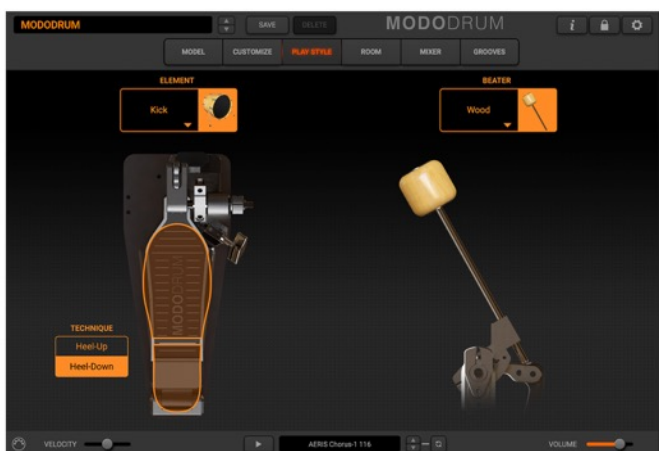 MODODRUM
SAVE
DELETE
MODODRUM
i
MODEL
CUSTOMIZE
PLAY STYLE
ROOM
MIXER
GROOVES
ELEMENT
Kick
BEATER
Wood
MODODRUM
TECHNIQUE
Heel-Up
Heel-Down
VELOCITY
AERIS Chorus-1 116
VOLUME